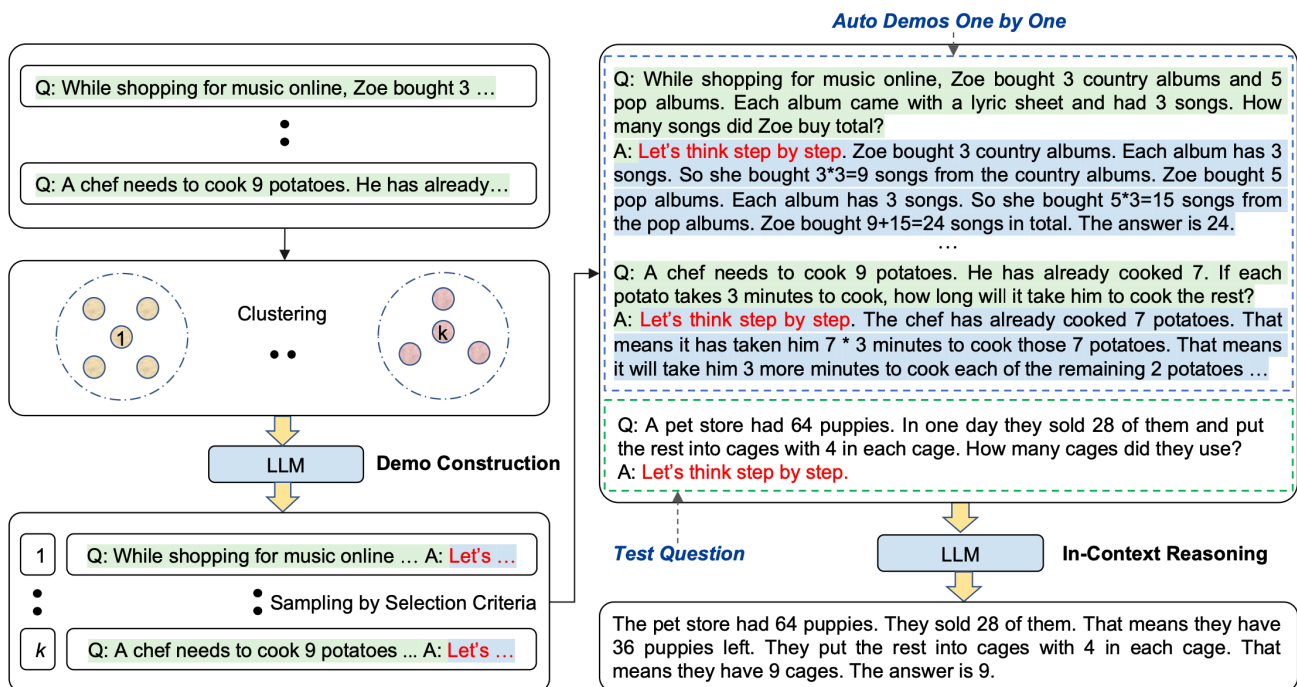 Q: While shopping for music online, Zoe bought 3 …
Q: A chef needs to cook 9 potatoes. He has already…
1
Clustering
k
LLM
Demo Construction
1
Q: While shopping for music online … A: Let's …
Sampling by Selection Criteria
k
Q: A chef needs to cook 9 potatoes ... A: Let's …
Auto Demos One by One
Q: While shopping for music online, Zoe bought 3 country albums and 5
pop albums. Each album came with a lyric sheet and had 3 songs. How
many songs did Zoe buy total?
A: Let's think step by step. Zoe bought 3 country albums. Each album has 3
songs. So she bought 3*3=9 songs from the country albums. Zoe bought 5
pop albums. Each album has 3 songs. So she bought 5*3=15 songs from
the pop albums. Zoe bought 9+15=24 songs in total. The answer is 24.
…
Q: A chef needs to cook 9 potatoes. He has already cooked 7. If each
potato takes 3 minutes to cook, how long will it take him to cook the rest?
A: Let's think step by step. The chef has already cooked 7 potatoes. That
means it has taken him 7 * 3 minutes to cook those 7 potatoes. That means
it will take him 3 more minutes to cook each of the remaining 2 potatoes …
Q: A pet store had 64 puppies. In one day they sold 28 of them and put
the rest into cages with 4 in each cage. How many cages did they use?
A: Let's think step by step.
Test Question
LLM
In-Context Reasoning
The pet store had 64 puppies. They sold 28 of them. That means they have
36 puppies left. They put the rest into cages with 4 in each cage. That
means they have 9 cages. The answer is 9.